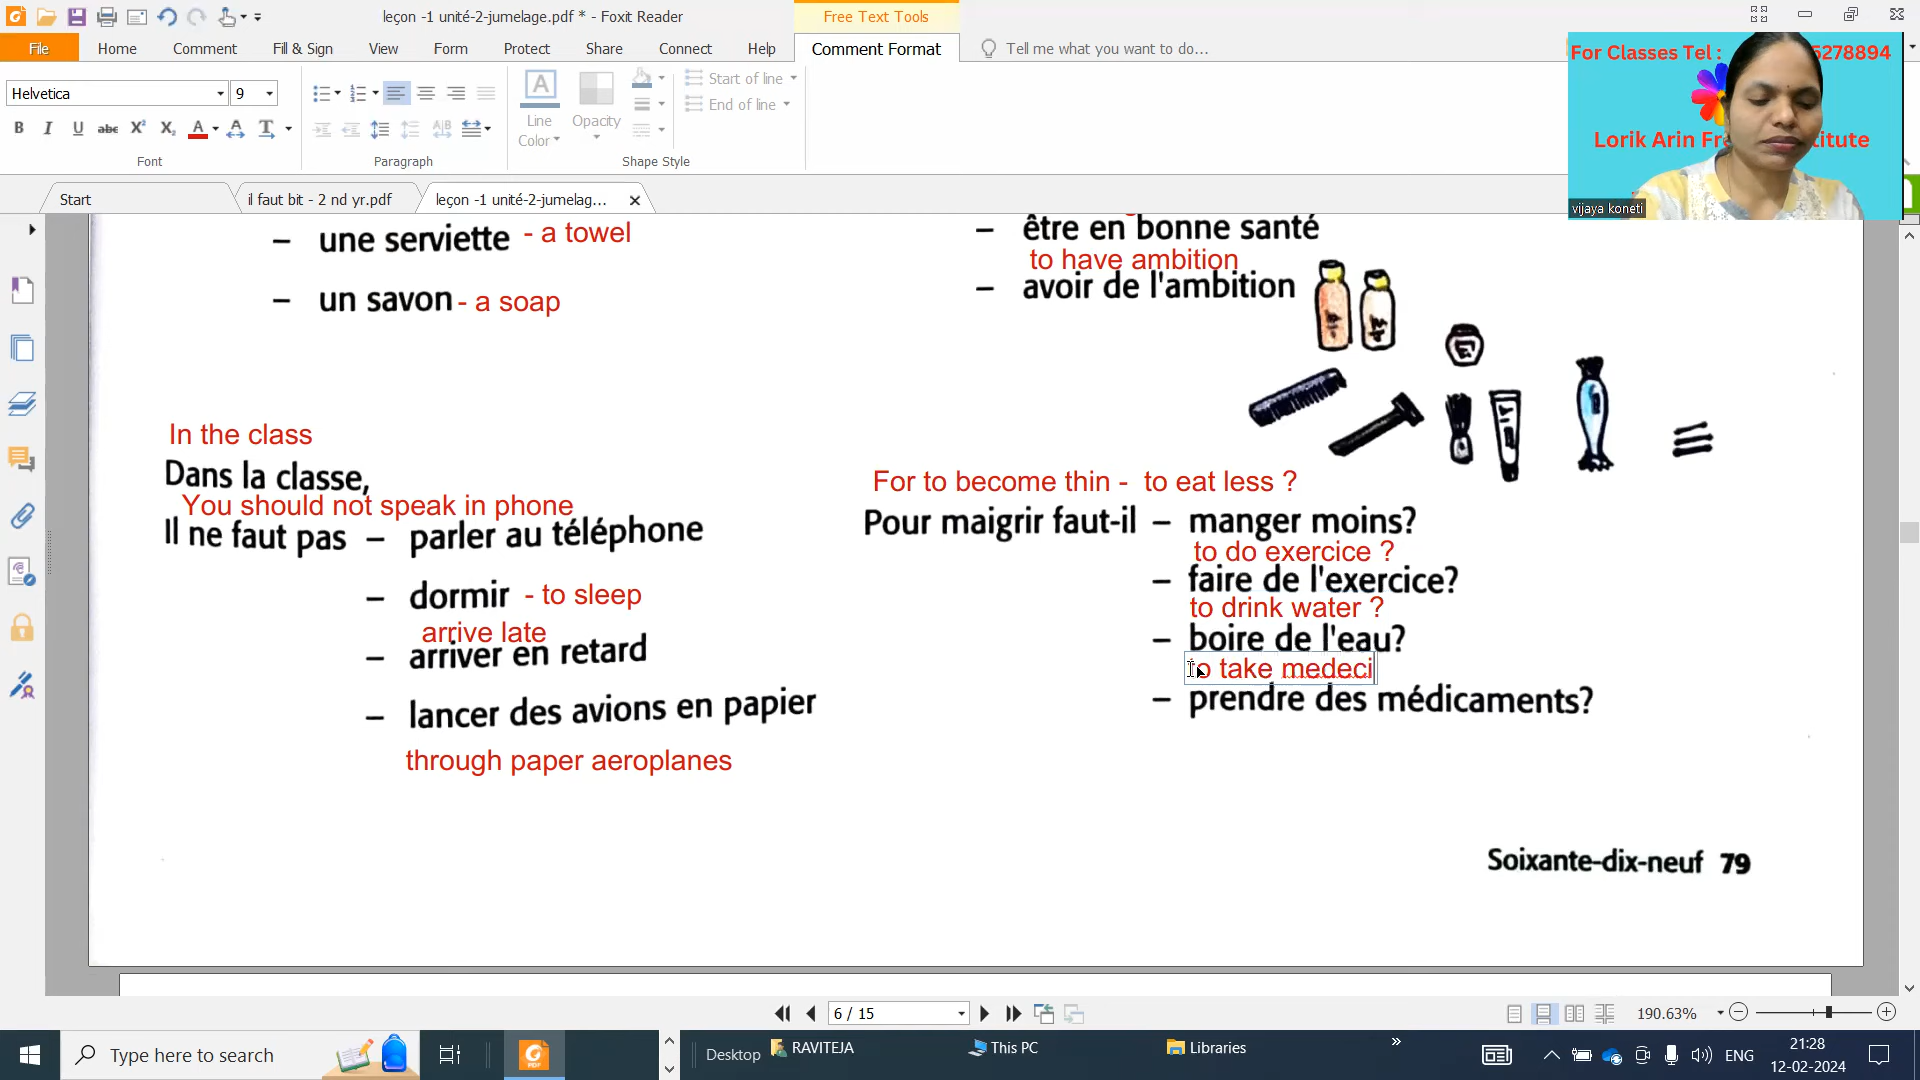 leçon -1 unité-2-jumelage.pdf * - Foxit Reader
Free Text Tools
File Home Comment Fill & Sign View Form Protect Share Connect Help Comment Format Tell me what you want to do...
For Classes Tel : 5278894
Lorik Arin Fr itute
vijaya koneti
Helvetica 9
Start of line
End of line
Line Color
Opacity
B I U abc X² X₂ A A T
Font Paragraph Shape Style
Start il faut bit - 2 nd yr.pdf leçon -1 unité-2-jumelag...
– une serviette - a towel
– un savon - a soap
– être en bonne santé
to have ambition
– avoir de l'ambition
In the class
Dans la classe,
You should not speak in phone
Il ne faut pas – parler au téléphone
– dormir - to sleep
arrive late
– arriver en retard
– lancer des avions en papier
through paper aeroplanes
For to become thin - to eat less ?
Pour maigrir faut-il – manger moins?
to do exercice ?
– faire de l'exercice?
to drink water ?
– boire de l'eau?
to take medeci
– prendre des médicaments?
Soixante-dix-neuf 79
6 / 15
190.63%
Type here to search
Desktop RAVITEJA This PC Libraries
ENG
21:28
12-02-2024